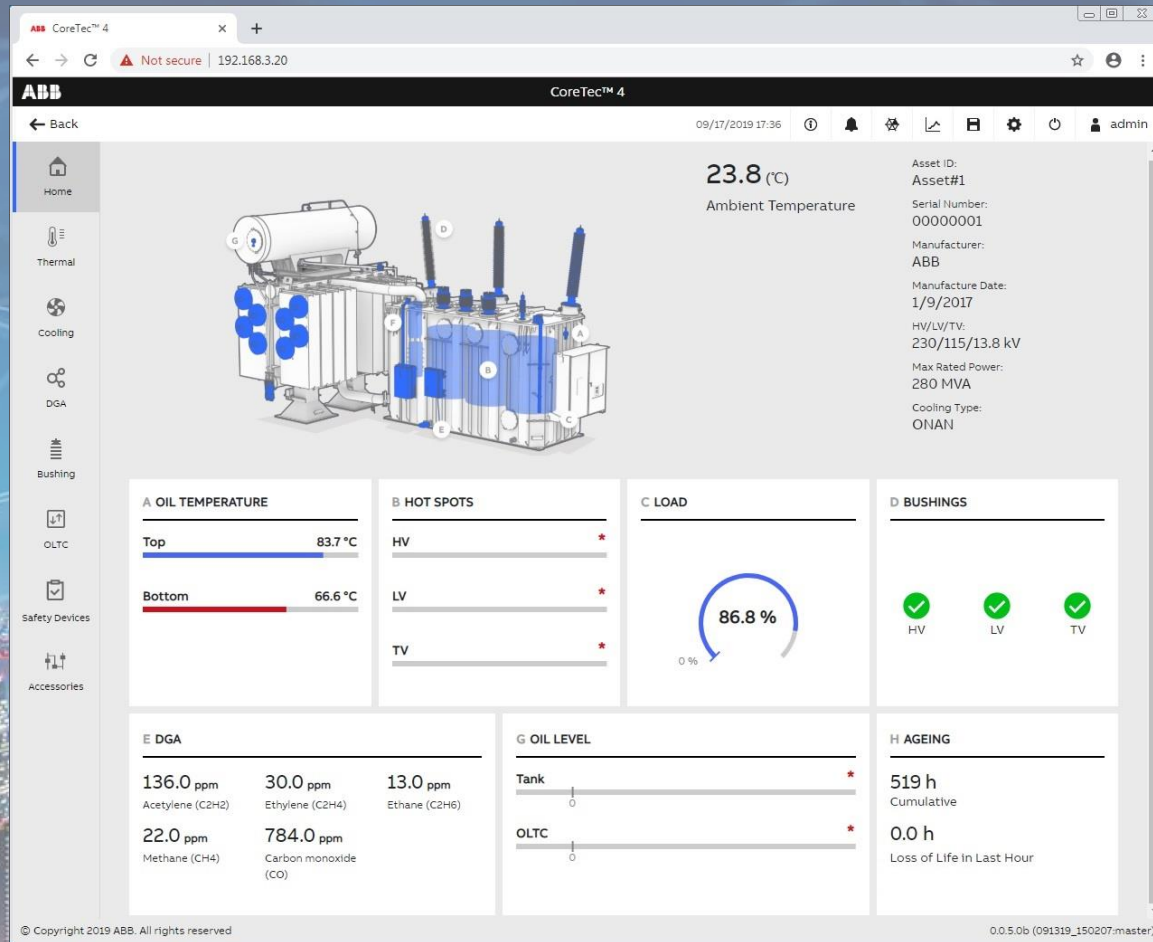 ABB CoreTec™ 4
Not secure | 192.168.3.20
ABB
CoreTec™ 4
Back
09/17/2019 17:36
admin
Home
Thermal
Cooling
DGA
Bushing
OLTC
Safety Devices
Accessories
G
D
F
A
B
C
E
23.8 (°C)
Ambient Temperature
Asset ID:
Asset#1
Serial Number:
00000001
Manufacturer:
ABB
Manufacture Date:
1/9/2017
HV/LV/TV:
230/115/13.8 kV
Max Rated Power:
280 MVA
Cooling Type:
ONAN
A OIL TEMPERATURE
Top 83.7 °C
Bottom 66.6 °C
B HOT SPOTS
HV *
LV *
TV *
C LOAD
86.8 %
0 %
D BUSHINGS
HV LV TV
E DGA
136.0 ppm
Acetylene (C2H2)
30.0 ppm
Ethylene (C2H4)
13.0 ppm
Ethane (C2H6)
22.0 ppm
Methane (CH4)
784.0 ppm
Carbon monoxide
(CO)
G OIL LEVEL
Tank *
0
OLTC *
0
H AGEING
519 h
Cumulative
0.0 h
Loss of Life in Last Hour
© Copyright 2019 ABB. All rights reserved
0.0.5.0b (091319_150207:master)